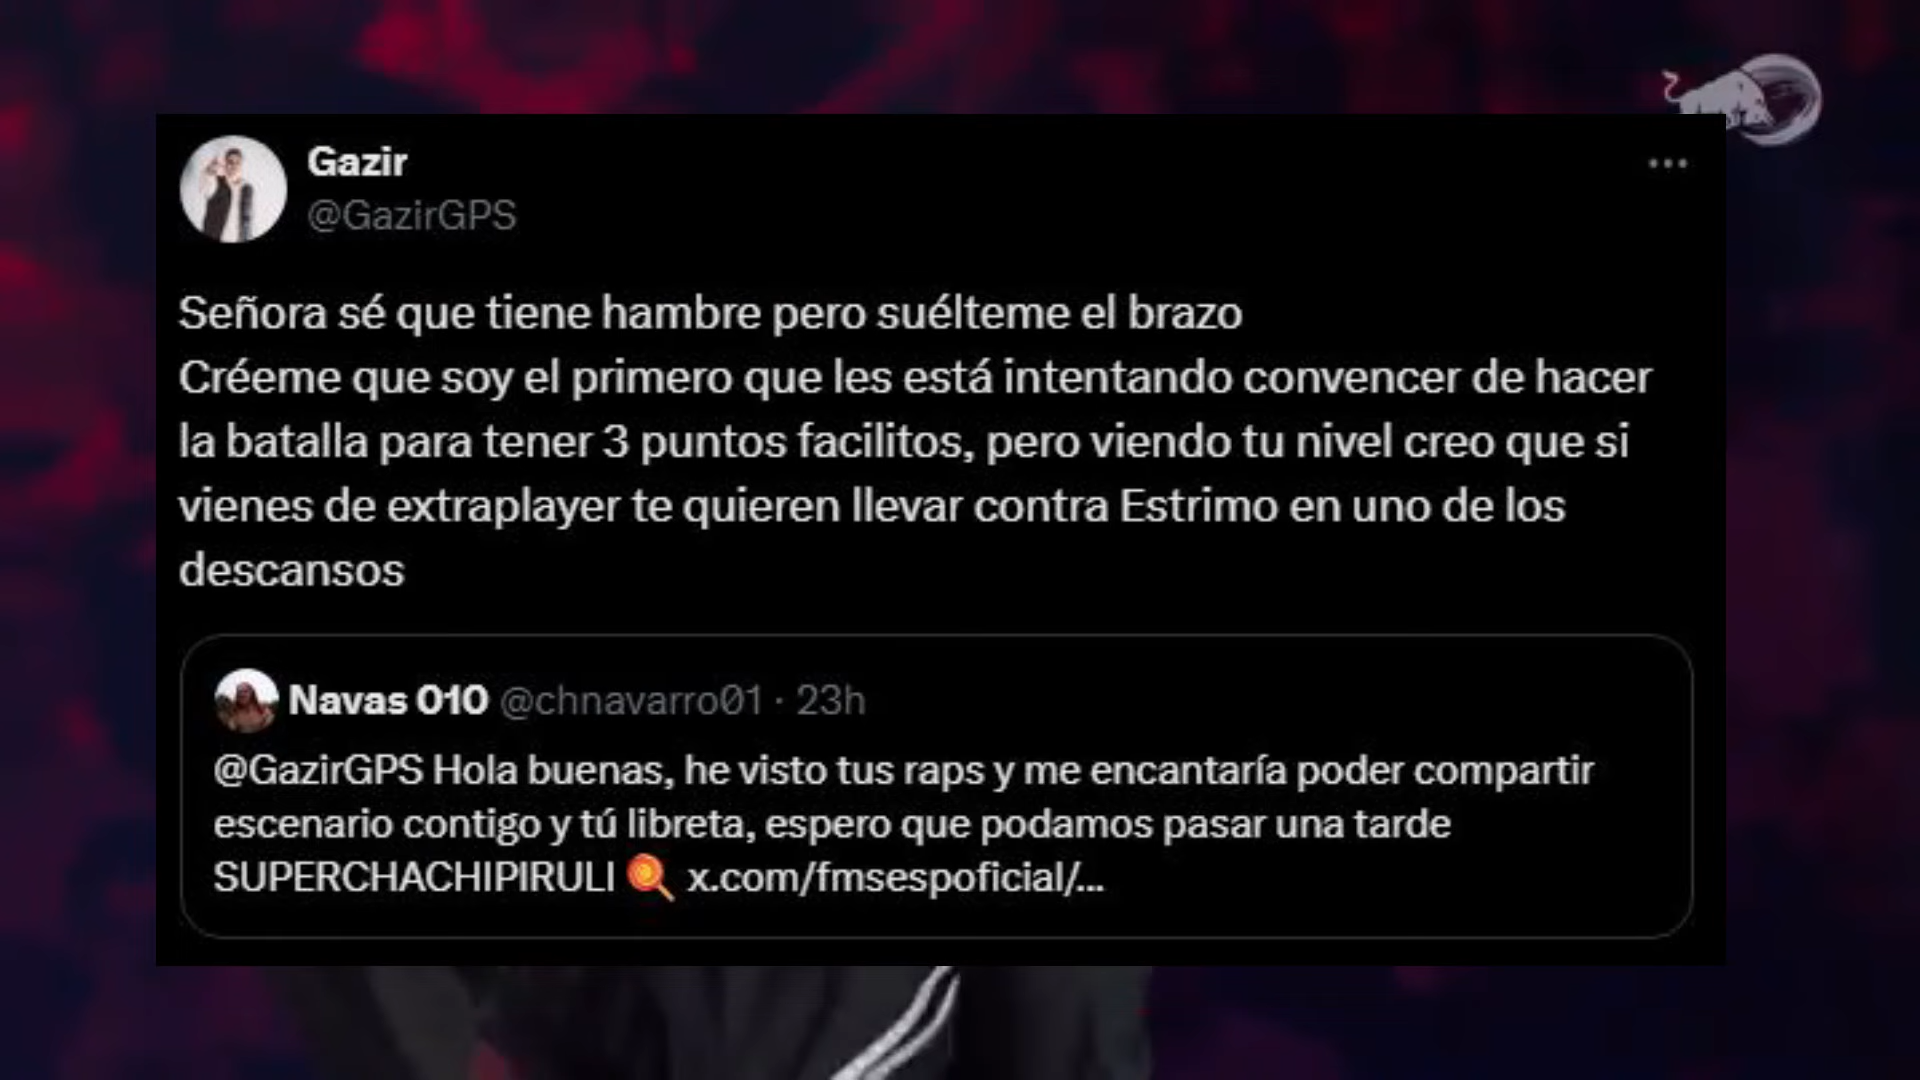 Gazir
@GazirGPS
Señora sé que tiene hambre pero suélteme el brazo
Créeme que soy el primero que les está intentando convencer de hacer
la batalla para tener 3 puntos facilitos, pero viendo tu nivel creo que si
vienes de extraplayer te quieren llevar contra Estrimo en uno de los
descansos
Navas 010 @chnavarro01 · 23h
@GazirGPS Hola buenas, he visto tus raps y me encantaría poder compartir
escenario contigo y tú libreta, espero que podamos pasar una tarde
SUPERCHACHIPIRULI 🍭 x.com/fmsespoficial/...